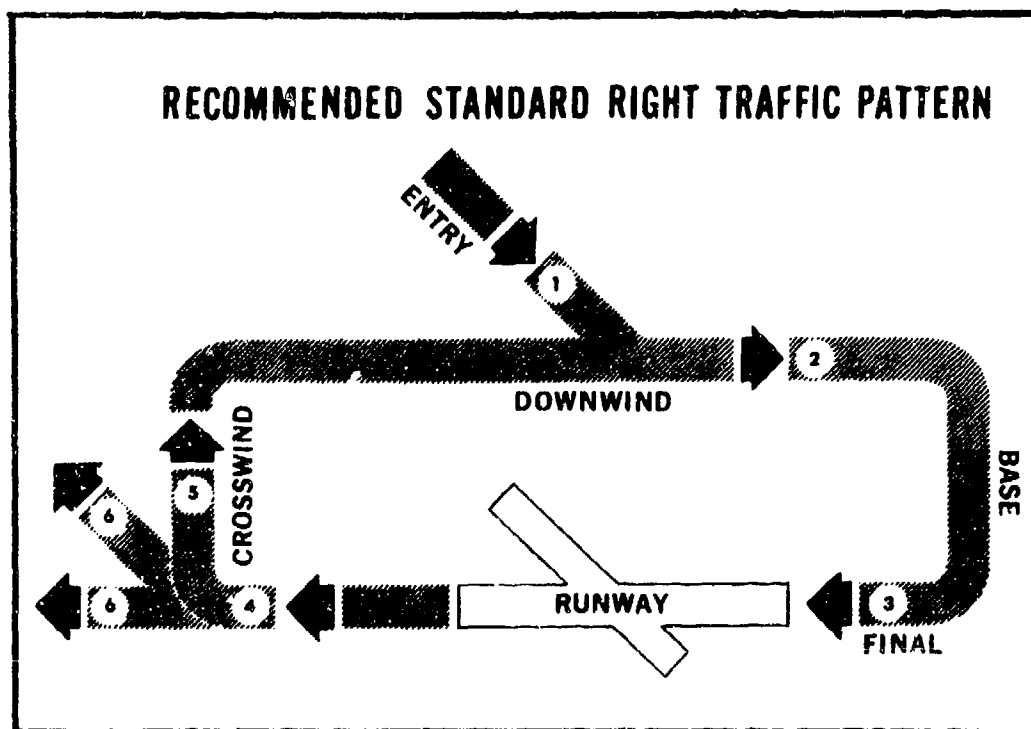 RECOMMENDED STANDARD RIGHT TRAFFIC PATTERN
ENTRY
1
2
DOWNWIND
CROSSWIND
BASE
5
6
6
4
RUNWAY
3
FINAL